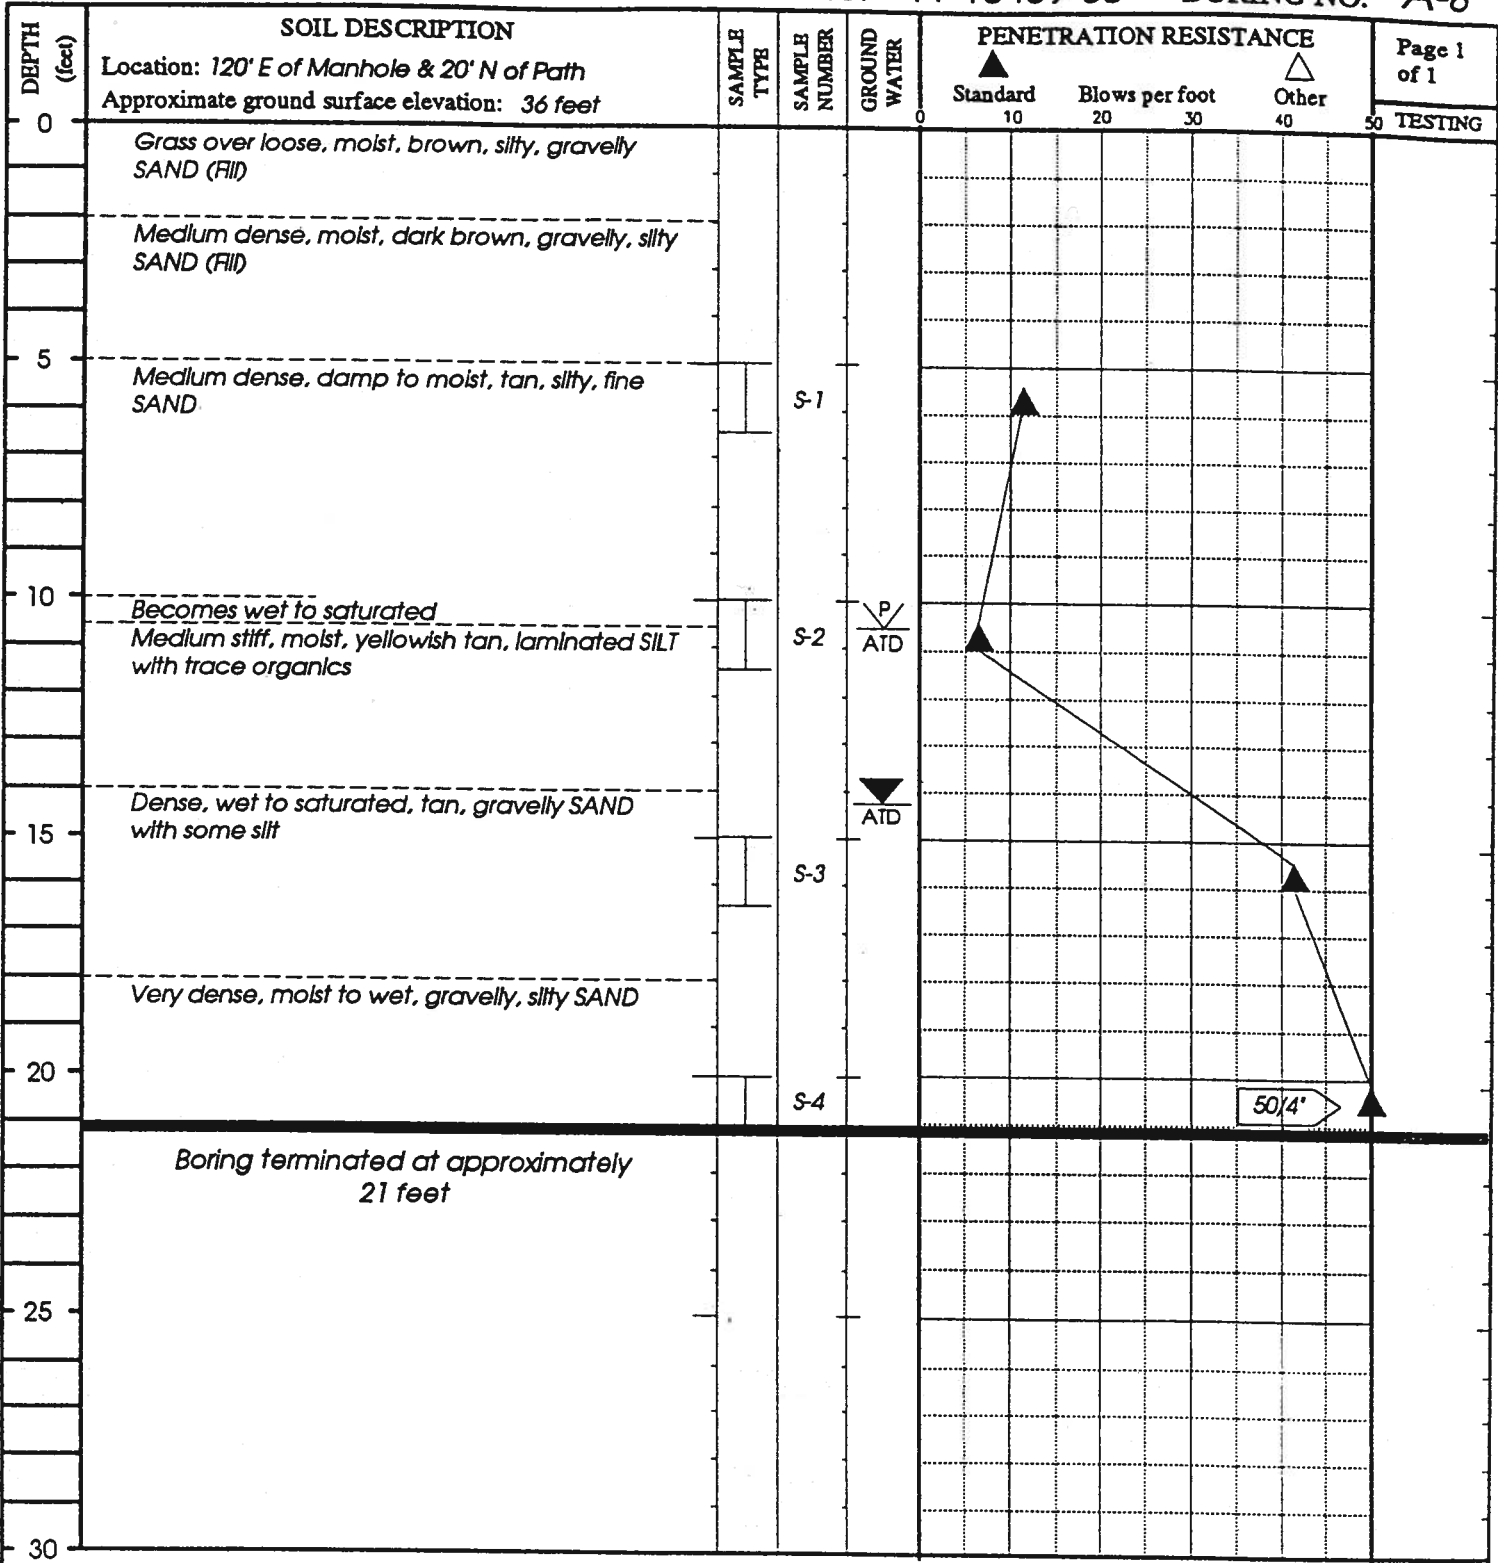 BORING NO. A-8
DEPTH (feet)
SOIL DESCRIPTION
Location: 120' E of Manhole & 20' N of Path
Approximate ground surface elevation: 36 feet
SAMPLE TYPE
SAMPLE NUMBER
GROUND WATER
PENETRATION RESISTANCE
Standard Blows per foot Other
0 10 20 30 40 50
Page 1 of 1
TESTING
0
Grass over loose, moist, brown, silty, gravelly
SAND (Fill)
Medium dense, moist, dark brown, gravelly, silty
SAND (Fill)
5
Medium dense, damp to moist, tan, silty, fine
SAND
S-1
10
Becomes wet to saturated
Medium stiff, moist, yellowish tan, laminated SILT
with trace organics
S-2
P
ATD
Dense, wet to saturated, tan, gravelly SAND
with some silt
ATD
15
S-3
Very dense, moist to wet, gravelly, silty SAND
20
S-4
50/4"
Boring terminated at approximately
21 feet
25
30